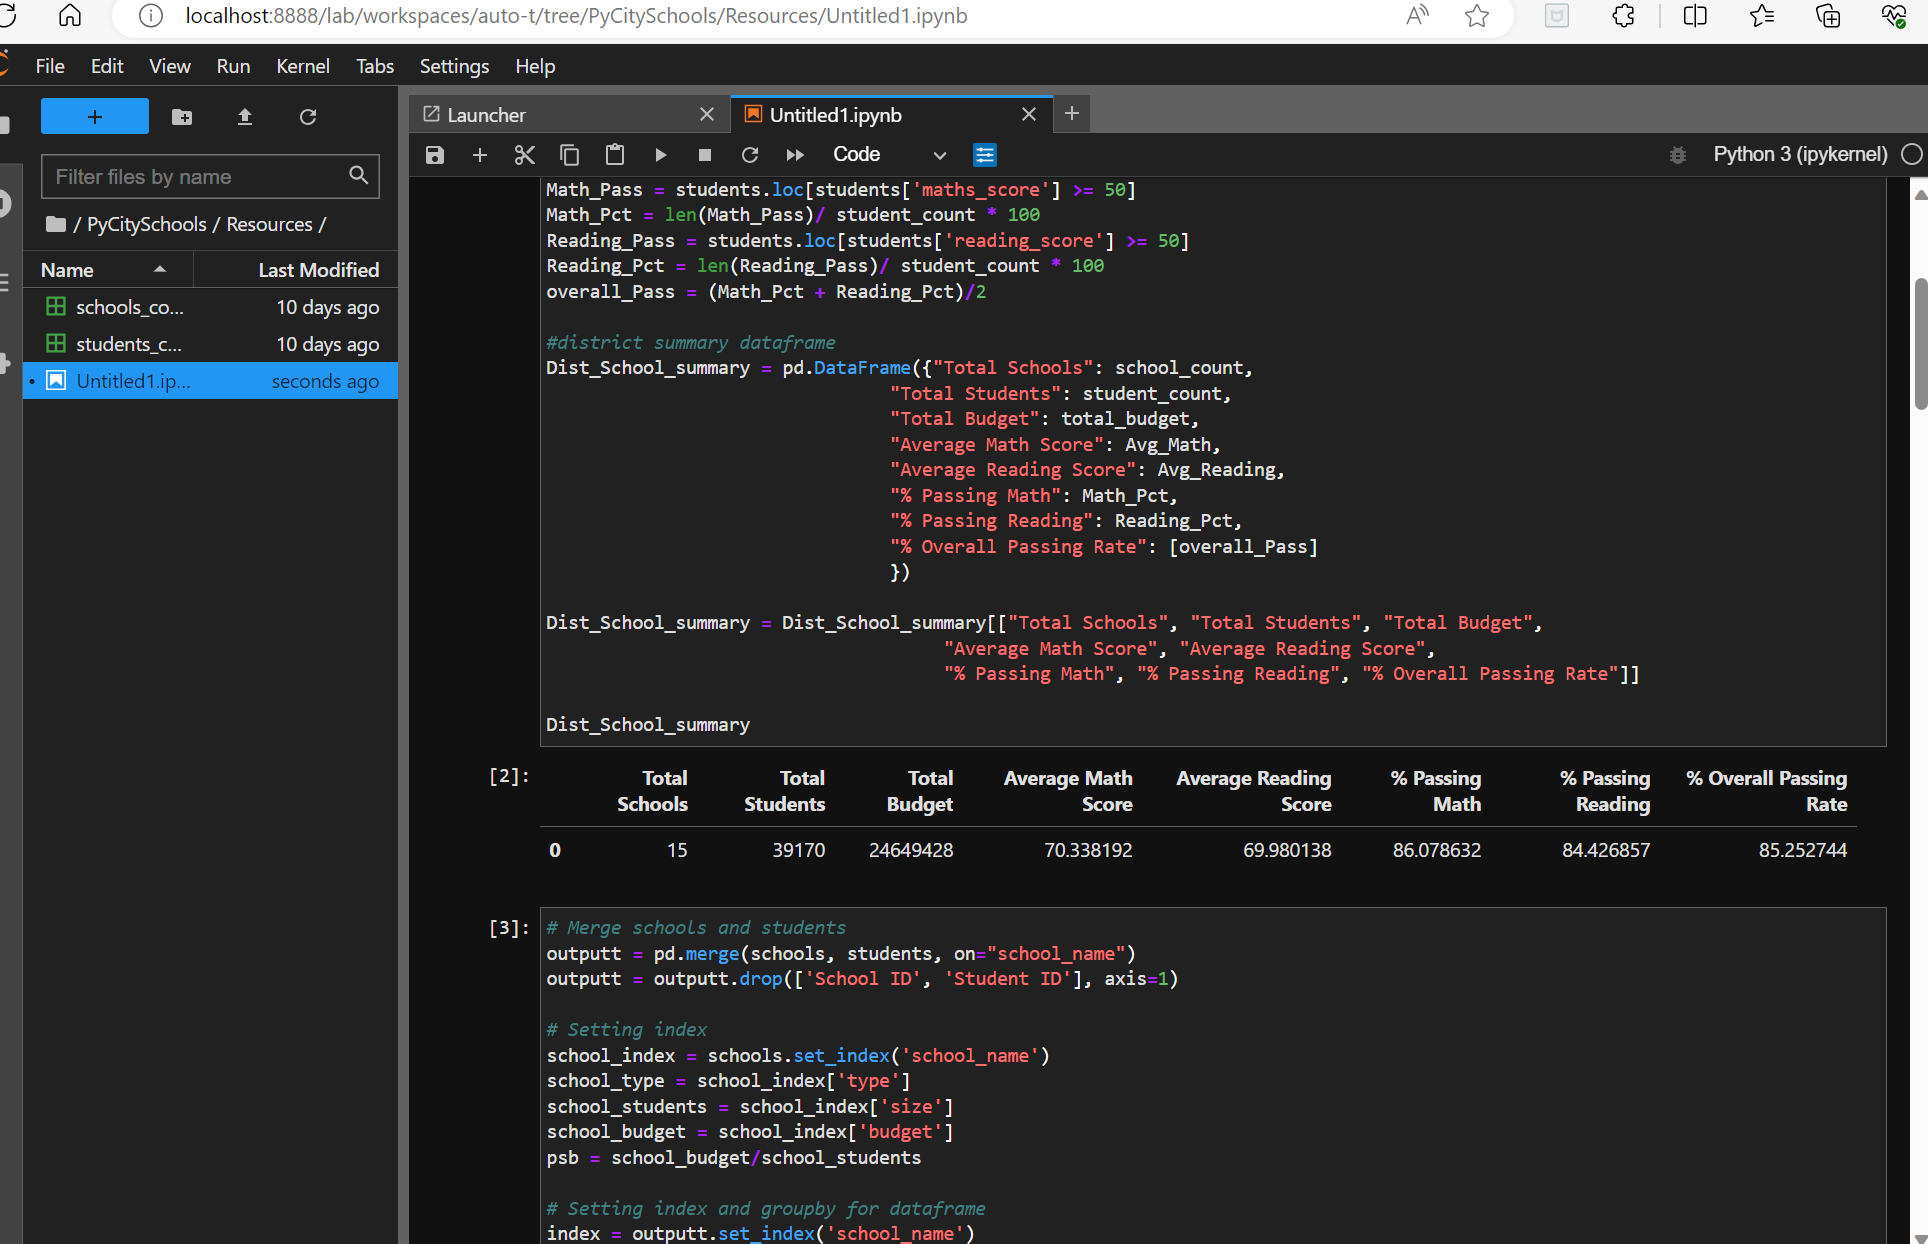 localhost:8888/lab/workspaces/auto-t/tree/PyCitySchools/Resources/Untitled1.ipynb
File Edit View Run Kernel Tabs Settings Help
Launcher
Untitled1.ipynb
Code
Python 3 (ipykernel)
Filter files by name
/ PyCitySchools / Resources /
Name Last Modified
schools_co... 10 days ago
students_c... 10 days ago
Untitled1.ip... seconds ago
Math_Pass = students.loc[students['maths_score'] >= 50]
Math_Pct = len(Math_Pass)/ student_count * 100
Reading_Pass = students.loc[students['reading_score'] >= 50]
Reading_Pct = len(Reading_Pass)/ student_count * 100
overall_Pass = (Math_Pct + Reading_Pct)/2
#district summary dataframe
Dist_School_summary = pd.DataFrame({"Total Schools": school_count,
"Total Students": student_count,
"Total Budget": total_budget,
"Average Math Score": Avg_Math,
"Average Reading Score": Avg_Reading,
"% Passing Math": Math_Pct,
"% Passing Reading": Reading_Pct,
"% Overall Passing Rate": [overall_Pass]
})
Dist_School_summary = Dist_School_summary[["Total Schools", "Total Students", "Total Budget",
"Average Math Score", "Average Reading Score",
"% Passing Math", "% Passing Reading", "% Overall Passing Rate"]]
Dist_School_summary
[2]: Total Total Total Average Math Average Reading % Passing % Passing % Overall Passing
Schools Students Budget Score Score Math Reading Rate
0 15 39170 24649428 70.338192 69.980138 86.078632 84.426857 85.252744
[3]: # Merge schools and students
outputt = pd.merge(schools, students, on="school_name")
outputt = outputt.drop(['School ID', 'Student ID'], axis=1)
# Setting index
school_index = schools.set_index('school_name')
school_type = school_index['type']
school_students = school_index['size']
school_budget = school_index['budget']
psb = school_budget/school_students
# Setting index and groupby for dataframe
index = outputt.set_index('school_name')